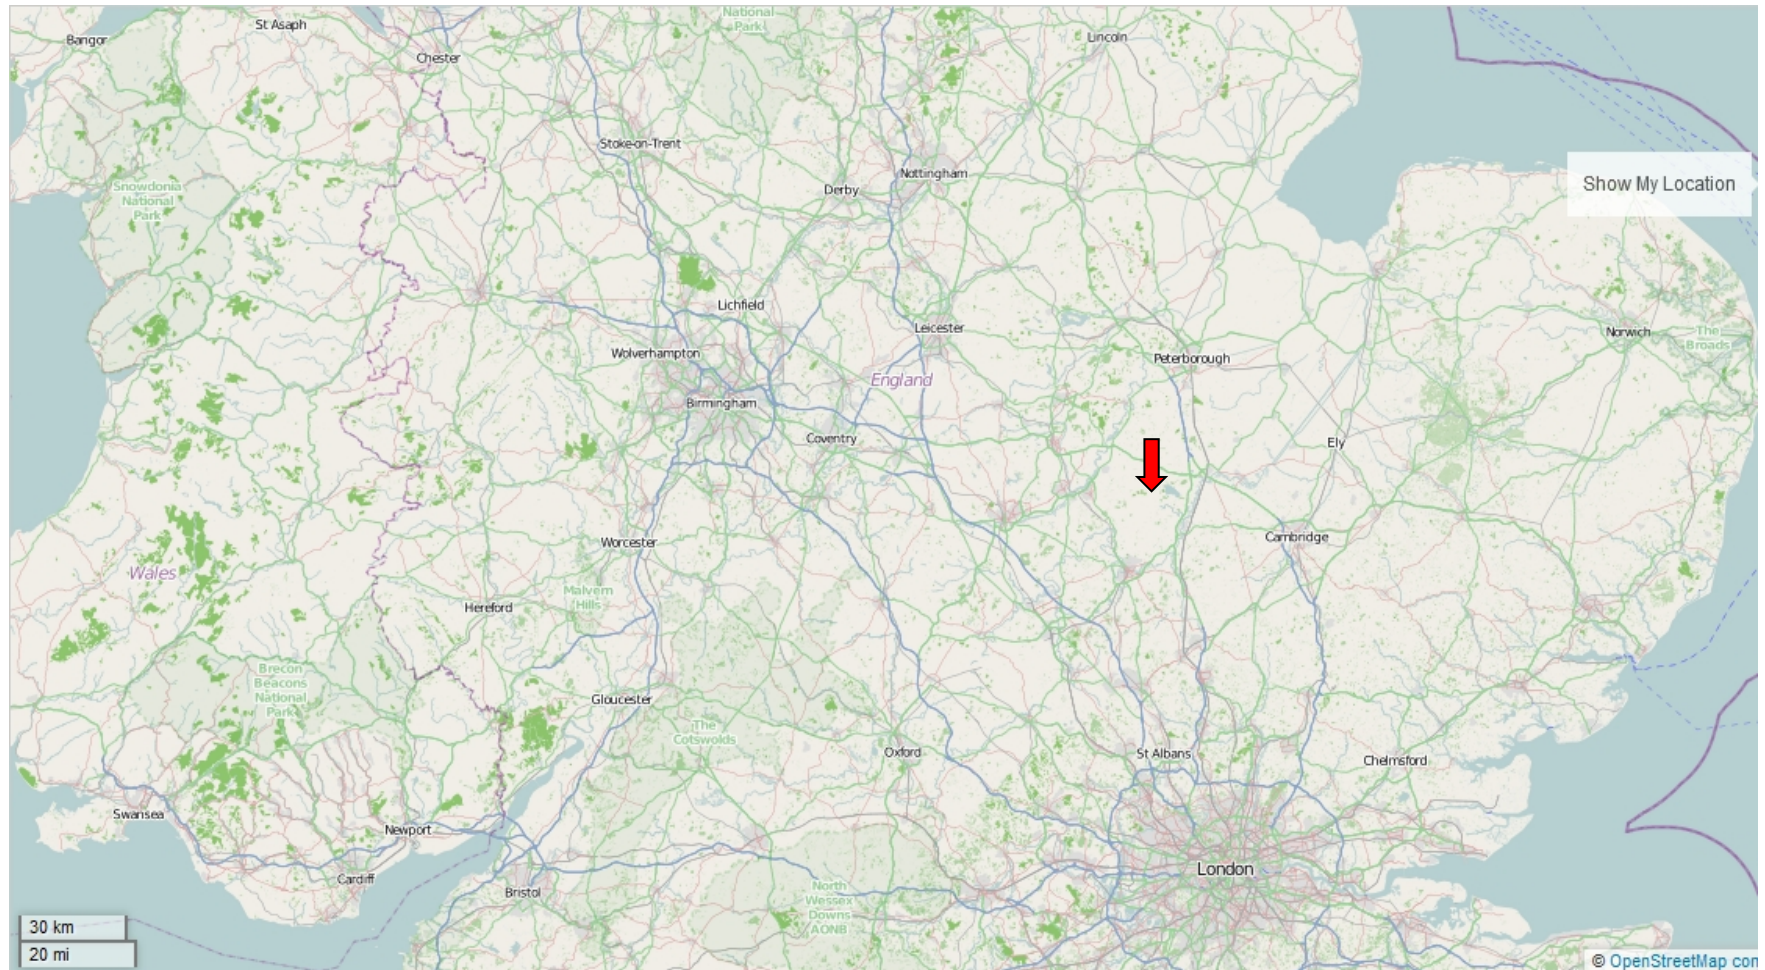 National
Park
St Asaph
Bangor
Lincoln
Chester
Stoke-on-Trent
Nottingham
Derby
Show My Location
Snowdonia
National
Park
Lichfield
Leicester
Norwich
The
Broads
Wolverhampton
Peterborough
England
Birmingham
Coventry
Ely
Cambridge
Worcester
Wales
Malvern
Hills
Hereford
Brecon
Beacons
National
Park
Gloucester
The
Cotswolds
Oxford
St Albans
Chelmsford
Swansea
Newport
London
Cardiff
Bristol
North
Wessex
Downs
AONB
30 km
20 mi
© OpenStreetMap con